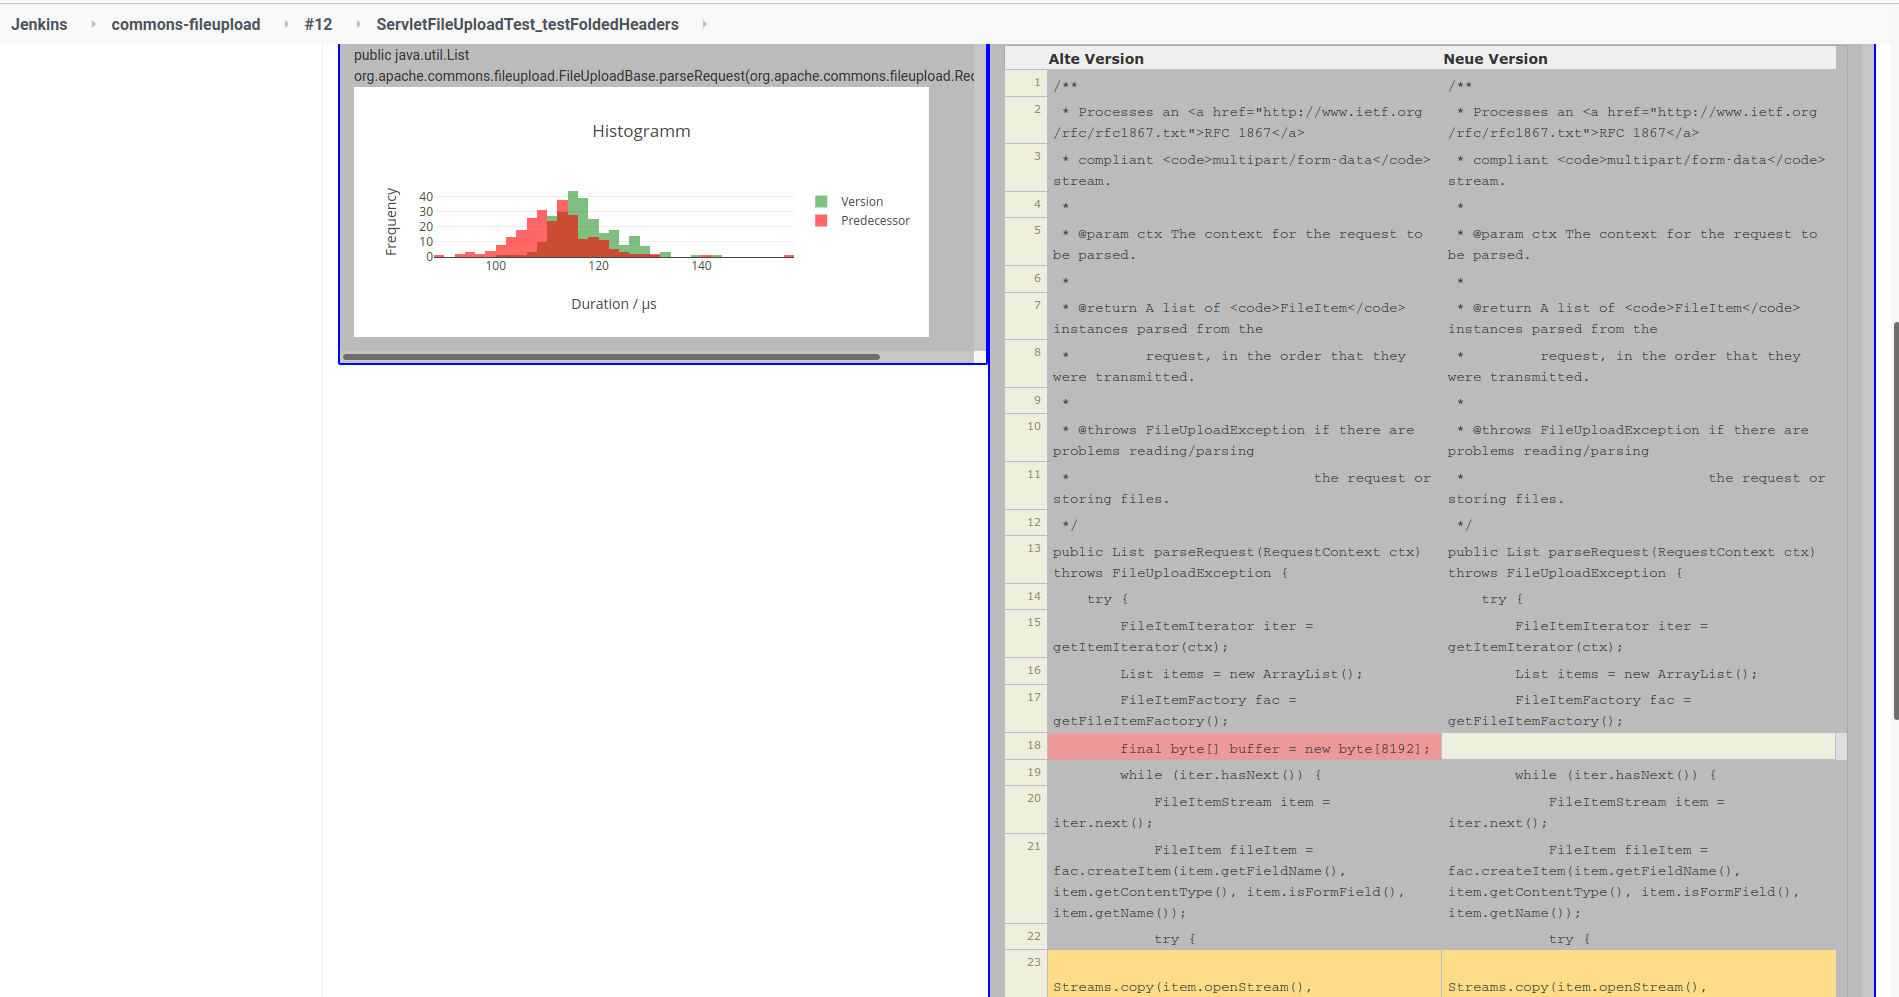 Jenkins commons-fileupload #12 ServletFileUploadTest_testFoldedHeaders
public java.util.List
org.apache.commons.fileupload.FileUploadBase.parseRequest(org.apache.commons.fileupload.Rec
Histogramm
Frequency
40
30
20
10
0
100 120 140
Duration / µs
Version
Predecessor
Alte Version Neue Version
1 /** /**
2 * Processes an <a href="http://www.ietf.org * Processes an <a href="http://www.ietf.org
/rfc/rfc1867.txt">RFC 1867</a> /rfc/rfc1867.txt">RFC 1867</a>
3 * compliant <code>multipart/form-data</code> * compliant <code>multipart/form-data</code>
stream. stream.
4 * *
5 * @param ctx The context for the request to * @param ctx The context for the request to
be parsed. be parsed.
6 * *
7 * @return A list of <code>FileItem</code> * @return A list of <code>FileItem</code>
instances parsed from the instances parsed from the
8 * request, in the order that they * request, in the order that they
were transmitted. were transmitted.
9 * *
10 * @throws FileUploadException if there are * @throws FileUploadException if there are
problems reading/parsing problems reading/parsing
11 * the request or * the request or
storing files. storing files.
12 */ */
13 public List parseRequest(RequestContext ctx) public List parseRequest(RequestContext ctx)
throws FileUploadException { throws FileUploadException {
14 try { try {
15 FileItemIterator iter = FileItemIterator iter =
getItemIterator(ctx); getItemIterator(ctx);
16 List items = new ArrayList(); List items = new ArrayList();
17 FileItemFactory fac = FileItemFactory fac =
getFileItemFactory(); getFileItemFactory();
18 final byte[] buffer = new byte[8192];
19 while (iter.hasNext()) { while (iter.hasNext()) {
20 FileItemStream item = FileItemStream item =
iter.next(); iter.next();
21 FileItem fileItem = FileItem fileItem =
fac.createItem(item.getFieldName(), fac.createItem(item.getFieldName(),
item.getContentType(), item.isFormField(), item.getContentType(), item.isFormField(),
item.getName()); item.getName());
22 try { try {
23
Streams.copy(item.openStream(), Streams.copy(item.openStream(),